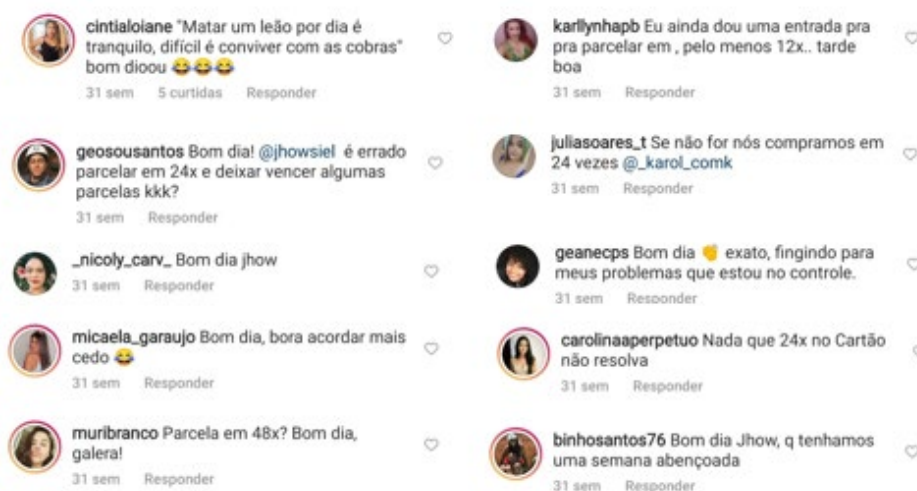 cintialoiane "Matar um leão por dia é
tranquilo, difícil é conviver com as cobras"
bom dioou 😂😂😂
31 sem 5 curtidas Responder
geosousantos Bom dia! @jhowsiel é errado
parcelar em 24x e deixar vencer algumas
parcelas kkk?
31 sem Responder
_nicoly_carv_ Bom dia jhow
31 sem Responder
micaela_garaujo Bom dia, bora acordar mais
cedo 😂
31 sem Responder
muribranco Parcela em 48x? Bom dia,
galera!
31 sem Responder
karllynhapb Eu ainda dou uma entrada pra
pra parcelar em , pelo menos 12x.. tarde
boa
31 sem Responder
juliasoares_t Se não for nós compramos em
24 vezes @_karol_comk
31 sem Responder
geanecps Bom dia 👏 exato, fingindo para
meus problemas que estou no controle.
31 sem Responder
carolinaaperpetuo Nada que 24x no Cartão
não resolva
31 sem Responder
binhosantos76 Bom dia Jhow, q tenhamos
uma semana abençoada
31 sem Responder